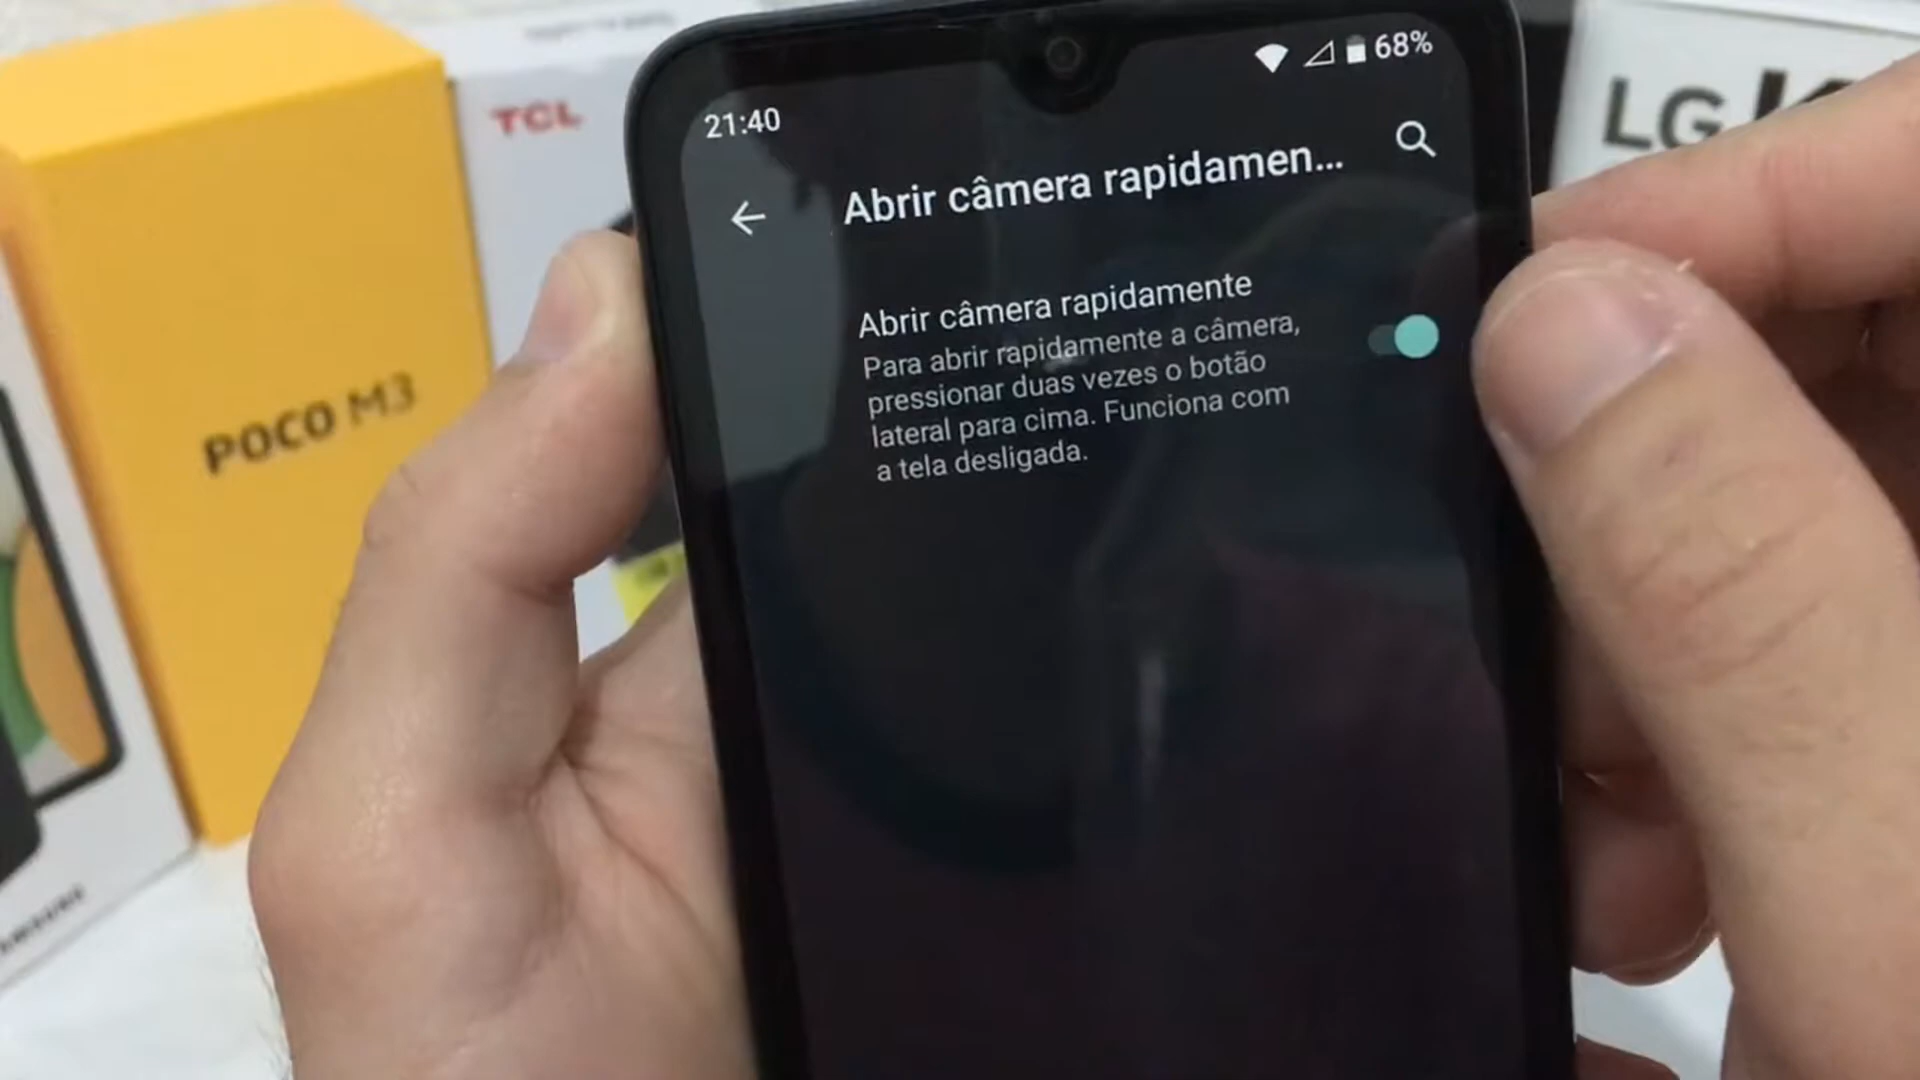 TCL
LG
POCO M3
68%
21:40
Abrir câmera rapidamen...
Abrir câmera rapidamente
Para abrir rapidamente a câmera,
pressionar duas vezes o botão
lateral para cima. Funciona com
a tela desligada.